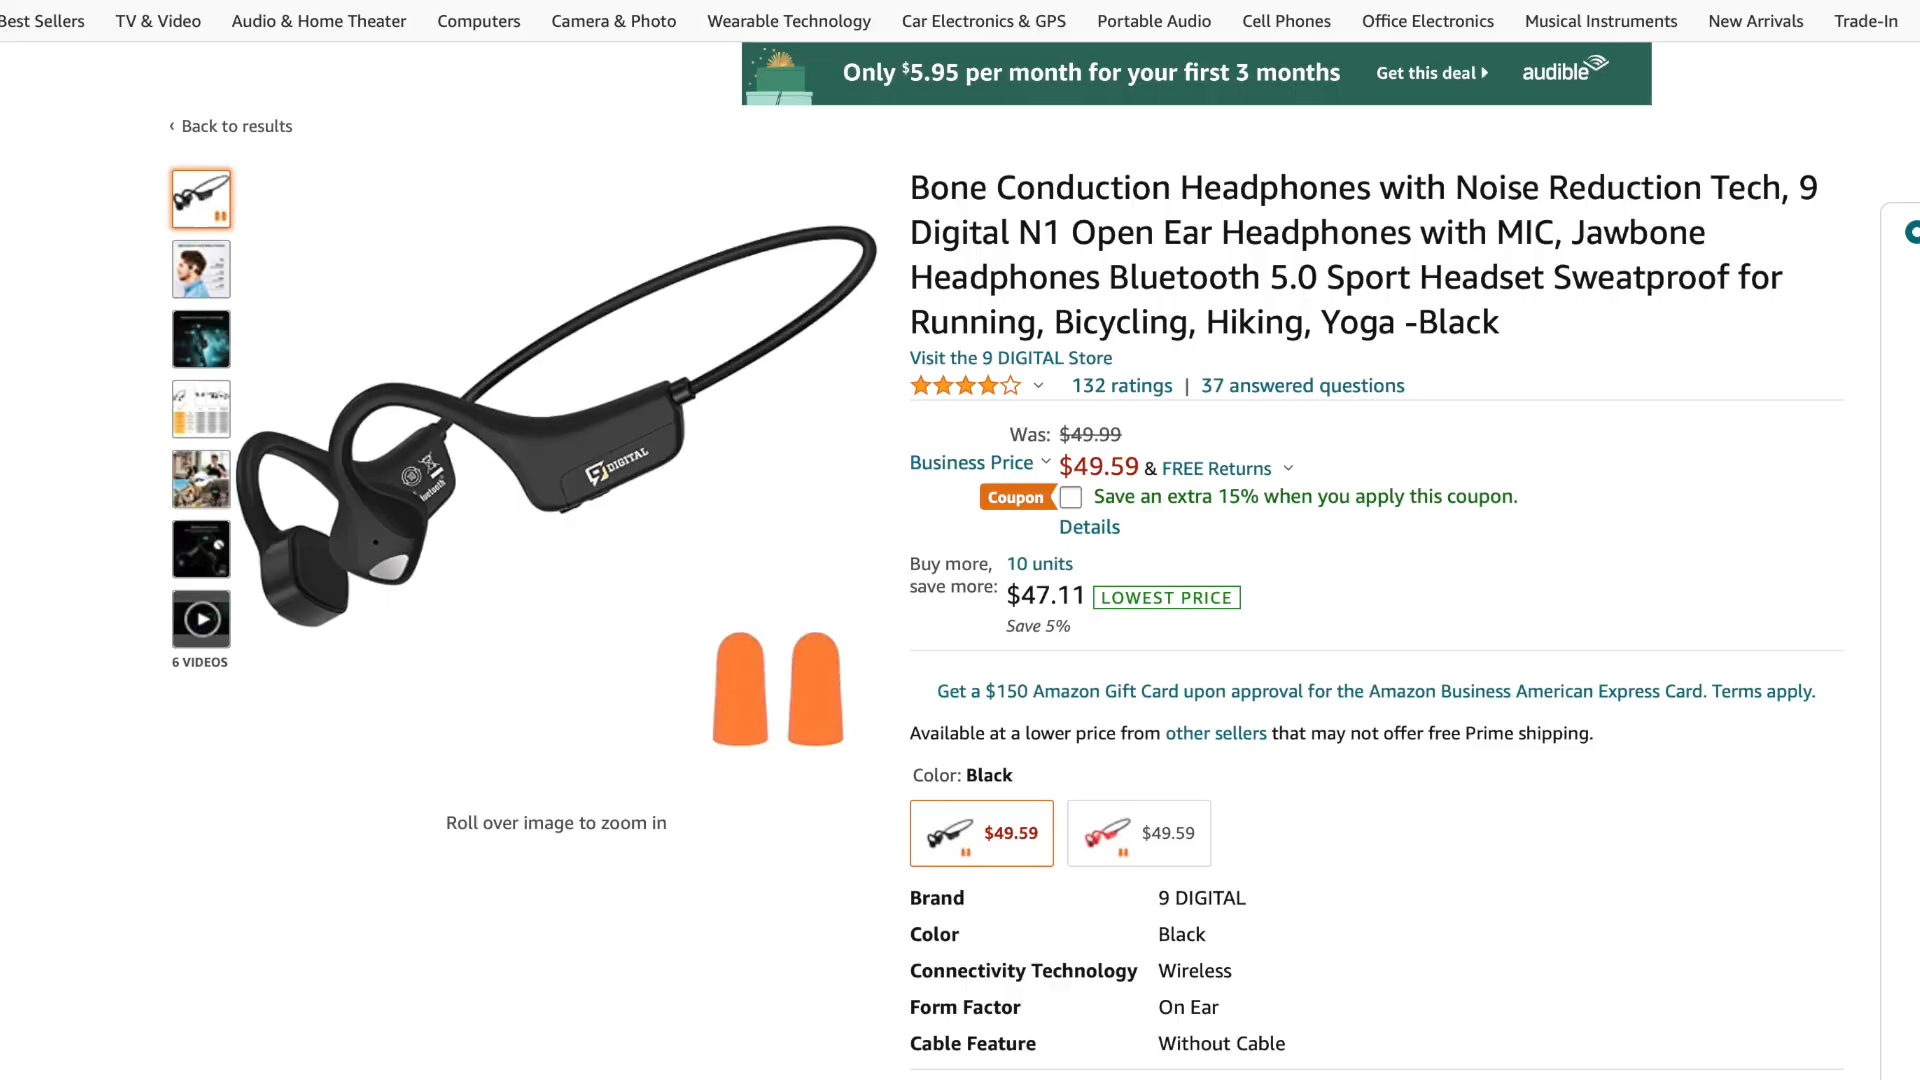 Best Sellers TV & Video Audio & Home Theater Computers Camera & Photo Wearable Technology Car Electronics & GPS Portable Audio Cell Phones Office Electronics Musical Instruments New Arrivals Trade-In
Only $5.95 per month for your first 3 months Get this deal audible
‹ Back to results
Bone Conduction Headphones with Noise Reduction Tech, 9
Digital N1 Open Ear Headphones with MIC, Jawbone
Headphones Bluetooth 5.0 Sport Headset Sweatproof for
Running, Bicycling, Hiking, Yoga -Black
Visit the 9 DIGITAL Store
132 ratings | 37 answered questions
Was: $49.99
Business Price $49.59 & FREE Returns
Coupon Save an extra 15% when you apply this coupon.
Details
Buy more, 10 units
save more: $47.11 LOWEST PRICE
Save 5%
Get a $150 Amazon Gift Card upon approval for the Amazon Business American Express Card. Terms apply.
Available at a lower price from other sellers that may not offer free Prime shipping.
Color: Black
$49.59 $49.59
Brand 9 DIGITAL
Color Black
Connectivity Technology Wireless
Form Factor On Ear
Cable Feature Without Cable
9 DIGITAL
Bluetooth
6 VIDEOS
Roll over image to zoom in